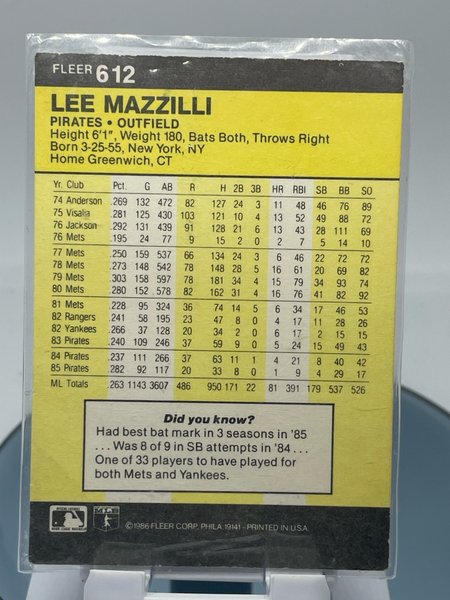 FLEER 612
LEE MAZZILLI
PIRATES • OUTFIELD
Height 6'1", Weight 180, Bats Both, Throws Right
Born 3-25-55, New York, NY
Home Greenwich, CT
Yr. Club Pct. G AB R H 2B 3B HR RBI SB BB SO
74 Anderson .269 132 472 82 127 24 3 11 48 46 76 89
75 Visalia .281 125 430 103 121 10 4 13 52 49 88 72
76 Jackson .292 131 439 91 128 21 6 13 43 28 111 69
76 Mets .195 24 77 9 15 2 0 2 7 5 14 10
77 Mets .250 159 537 66 134 24 3 6 46 22 72 72
78 Mets .273 148 542 78 148 28 5 16 61 20 69 82
79 Mets .303 158 597 78 181 34 4 15 79 34 93 74
80 Mets .280 152 578 82 162 31 4 16 76 41 82 92
81 Mets .228 95 324 36 74 14 5 6 34 17 46 53
82 Rangers .241 58 195 23 47 8 0 4 17 11 28 26
82 Yankees .266 37 128 20 34 2 0 6 17 2 15 15
83 Pirates .240 109 246 37 59 9 0 5 24 15 49 43
84 Pirates .237 111 266 37 63 11 1 4 21 8 40 42
85 Pirates .282 92 117 20 33 8 0 1 9 4 29 17
ML Totals .263 1143 3607 486 950 171 22 81 391 179 537 526
Did you know?
Had best bat mark in 3 seasons in '85
... Was 8 of 9 in SB attempts in '84 ...
One of 33 players to have played for
both Mets and Yankees.
©1986 FLEER CORP. PHILA 19141 - PRINTED IN U.S.A.